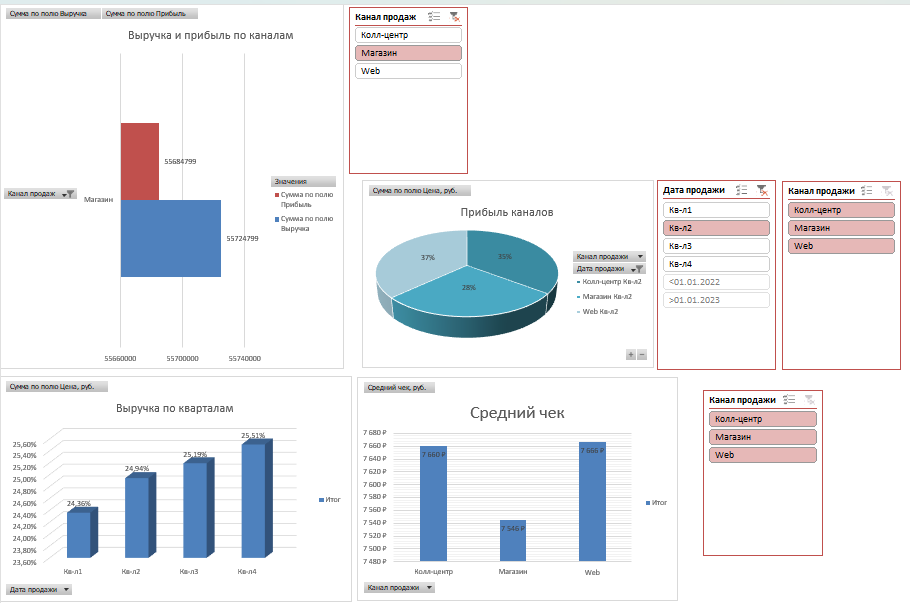 Сумма по полю Выручка
Сумма по полю Прибыль
Выручка и прибыль по каналам
55684799
Канал продаж
Магазин
55724799
Значения
Сумма по полю
Прибыль
Сумма по полю
Выручка
55660000
55700000
55740000
Канал продаж
Колл-центр
Магазин
Web
Сумма по полю Цена, руб.
Прибыль каналов
37%
35%
28%
Канал продажи
Дата продажи
Колл-центр Кв-л2
Магазин Кв-л2
Web Кв-л2
Дата продажи
Кв-л1
Кв-л2
Кв-л3
Кв-л4
<01.01.2022
>01.01.2023
Канал продажи
Колл-центр
Магазин
Web
Сумма по полю Цена, руб.
Выручка по кварталам
25,60%
25,40%
25,20%
25,00%
24,80%
24,60%
24,40%
24,20%
24,00%
23,80%
23,60%
24,36%
24,94%
25,19%
25,51%
Кв-л1
Кв-л2
Кв-л3
Кв-л4
Итог
Дата продажи
Средний чек, руб.
Средний чек
7 680 ₽
7 660 ₽
7 640 ₽
7 620 ₽
7 600 ₽
7 580 ₽
7 560 ₽
7 540 ₽
7 520 ₽
7 500 ₽
7 480 ₽
7 660 ₽
7 546 ₽
7 666 ₽
Колл-центр
Магазин
Web
Итог
Канал продажи
Канал продажи
Колл-центр
Магазин
Web